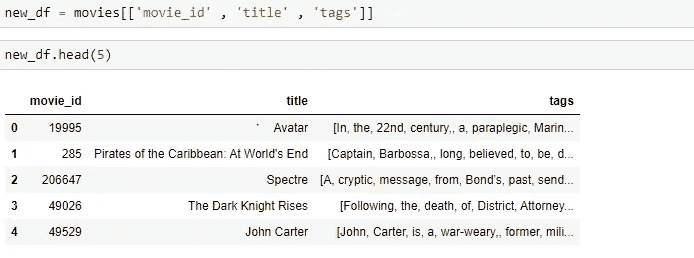 new_df = movies[['movie_id' , 'title' , 'tags']]
new_df.head(5)
movie_id title tags
0 19995 Avatar [In, the, 22nd, century,, a, paraplegic, Marin...
1 285 Pirates of the Caribbean: At World's End [Captain, Barbossa,, long, believed, to, be, d...
2 206647 Spectre [A, cryptic, message, from, Bond's, past, send...
3 49026 The Dark Knight Rises [Following, the, death, of, District, Attorney...
4 49529 John Carter [John, Carter, is, a, war-weary,, former, mili...